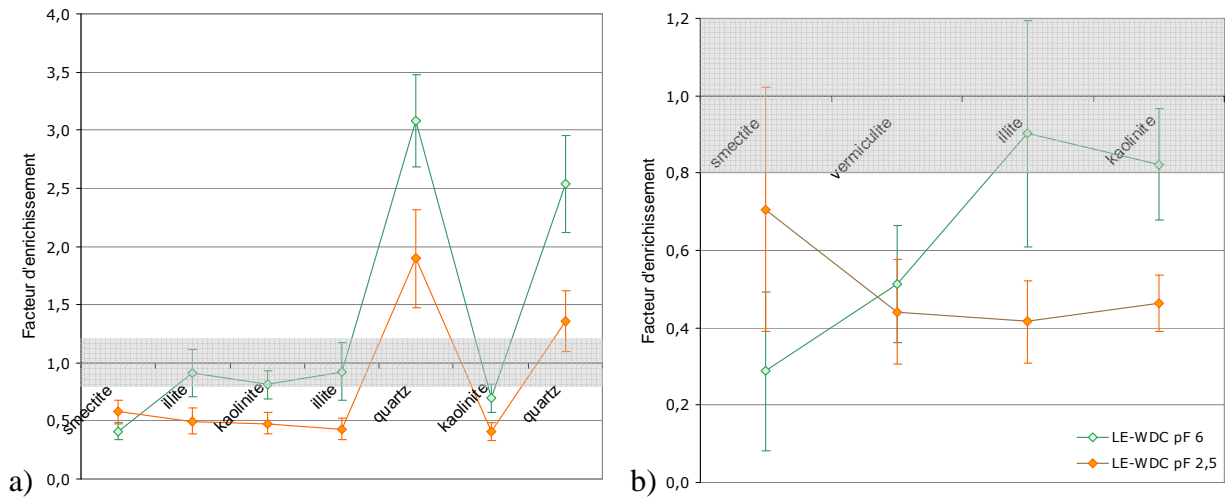 a)
Facteur d'enrichissement
4,0
3,5
3,0
2,5
2,0
1,5
1,0
0,5
0,0
smectite
illite
kaolinite
illite
quartz
kaolinite
quartz
b)
Facteur d'enrichissement
1,2
1,0
0,8
0,6
0,4
0,2
0,0
smectite
vermiculite
illite
kaolinite
LE-WDC pF 6
LE-WDC pF 2,5